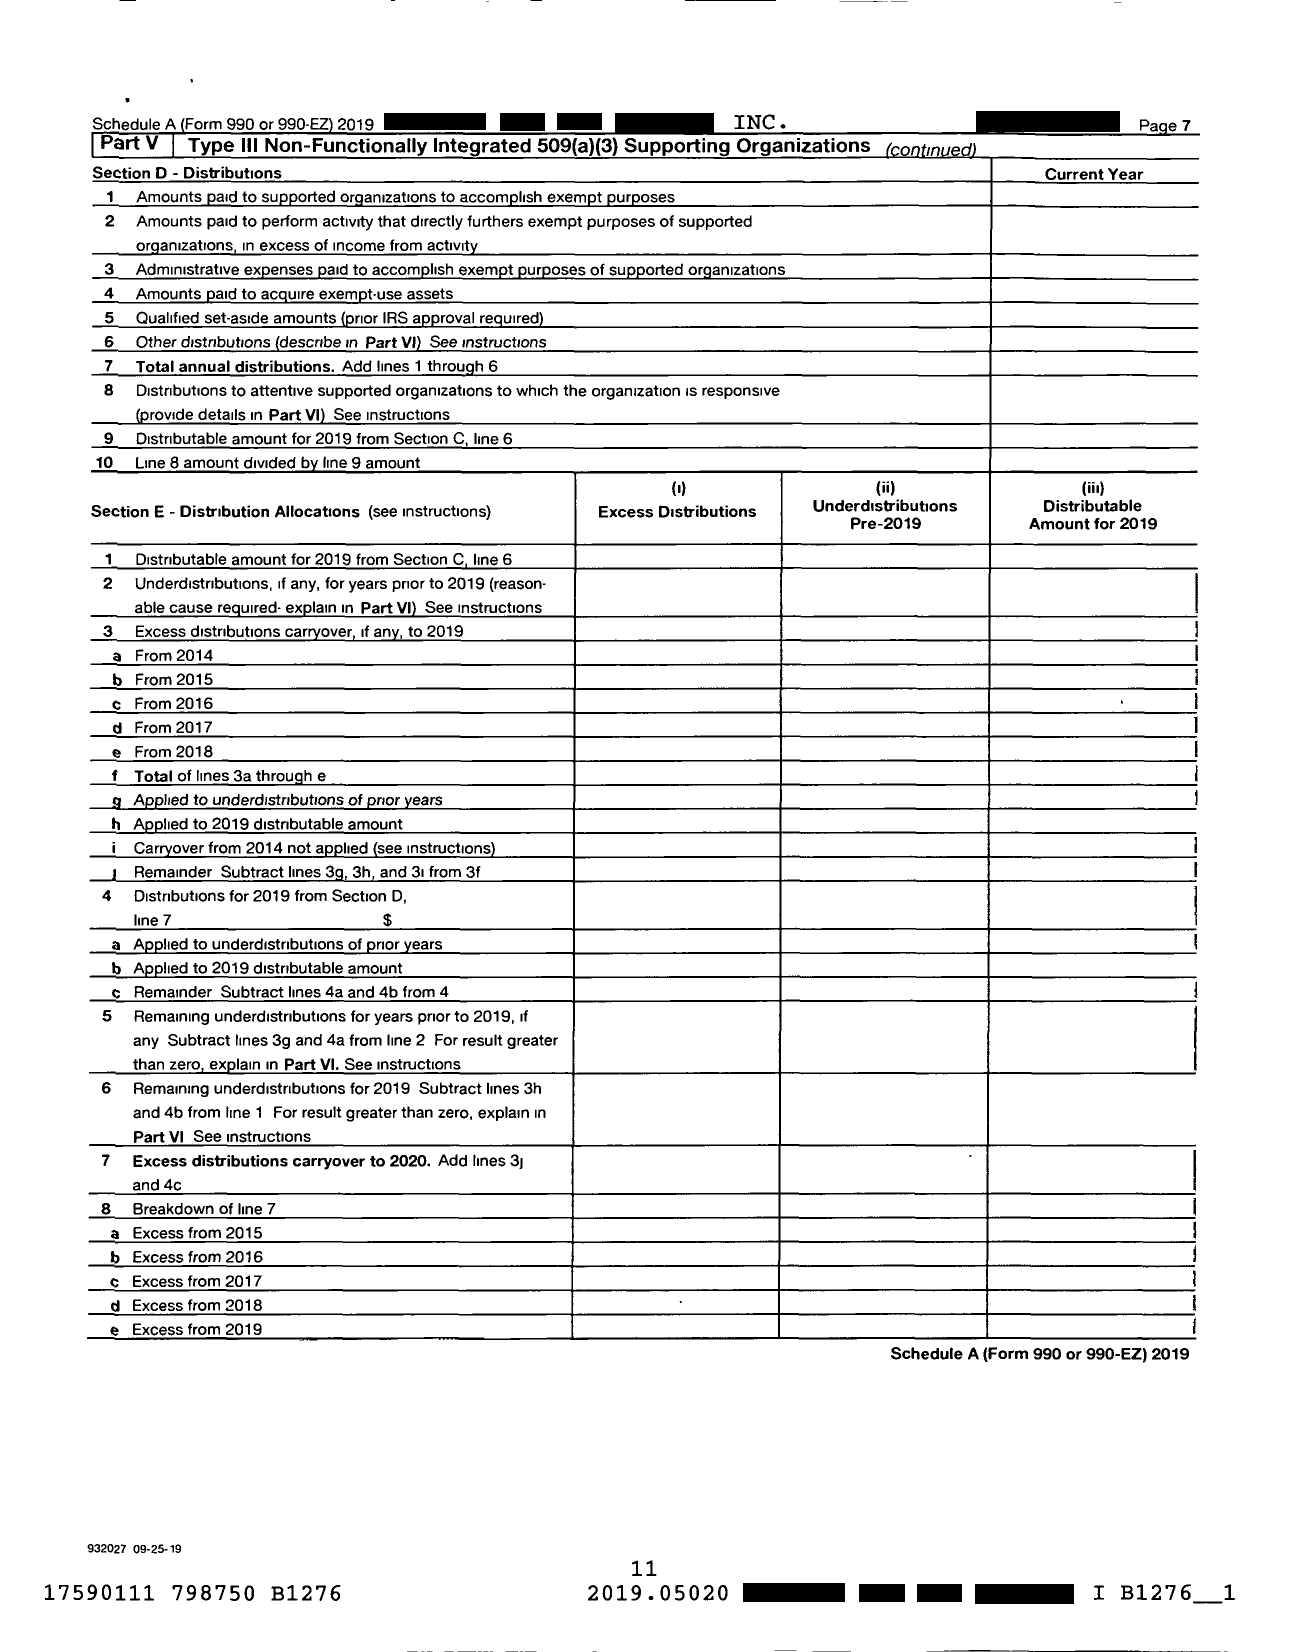 Schedule A (Form 990 or 990-EZ) 2019 INC. Page 7
Part V Type III Non-Functionally Integrated 509(a)(3) Supporting Organizations (continued)
Section D - Distributions Current Year
1 Amounts paid to supported organizations to accomplish exempt purposes
2 Amounts paid to perform activity that directly furthers exempt purposes of supported
organizations, in excess of income from activity
3 Administrative expenses paid to accomplish exempt purposes of supported organizations
4 Amounts paid to acquire exempt-use assets
5 Qualified set-aside amounts (prior IRS approval required)
6 Other distributions (describe in Part VI) See instructions
7 Total annual distributions. Add lines 1 through 6
8 Distributions to attentive supported organizations to which the organization is responsive
(provide details in Part VI) See instructions
9 Distributable amount for 2019 from Section C, line 6
10 Line 8 amount divided by line 9 amount
Section E - Distribution Allocations (see instructions)
(i)
Excess Distributions
(ii)
Underdistributions
Pre-2019
(iii)
Distributable
Amount for 2019
1 Distributable amount for 2019 from Section C, line 6
2 Underdistributions, if any, for years prior to 2019 (reason-
able cause required- explain in Part VI) See instructions
3 Excess distributions carryover, if any, to 2019
a From 2014
b From 2015
c From 2016
d From 2017
e From 2018
f Total of lines 3a through e
g Applied to underdistributions of prior years
h Applied to 2019 distributable amount
i Carryover from 2014 not applied (see instructions)
j Remainder Subtract lines 3g, 3h, and 3i from 3f
4 Distributions for 2019 from Section D,
line 7 $
a Applied to underdistributions of prior years
b Applied to 2019 distributable amount
c Remainder Subtract lines 4a and 4b from 4
5 Remaining underdistributions for years prior to 2019, if
any Subtract lines 3g and 4a from line 2 For result greater
than zero, explain in Part VI. See instructions
6 Remaining underdistributions for 2019 Subtract lines 3h
and 4b from line 1 For result greater than zero, explain in
Part VI See instructions
7 Excess distributions carryover to 2020. Add lines 3j
and 4c
8 Breakdown of line 7
a Excess from 2015
b Excess from 2016
c Excess from 2017
d Excess from 2018
e Excess from 2019
Schedule A (Form 990 or 990-EZ) 2019
932027 09-25-19
11
17590111 798750 B1276 2019.05020 I B1276__1